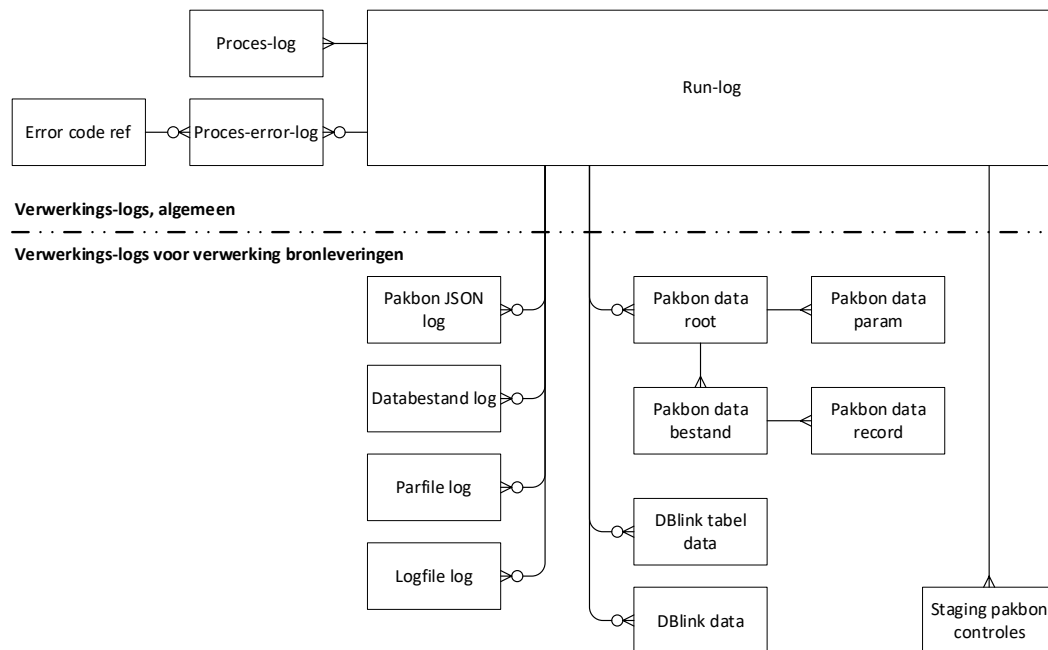 Proces-log
Run-log
Error code ref
Proces-error-log
Verwerkings-logs, algemeen
Verwerkings-logs voor verwerking bronleveringen
Pakbon JSON
log
Pakbon data
root
Pakbon data
param
Databestand log
Pakbon data
bestand
Pakbon data
record
Parfile log
DBlink tabel
data
Logfile log
DBlink data
Staging pakbon
controles